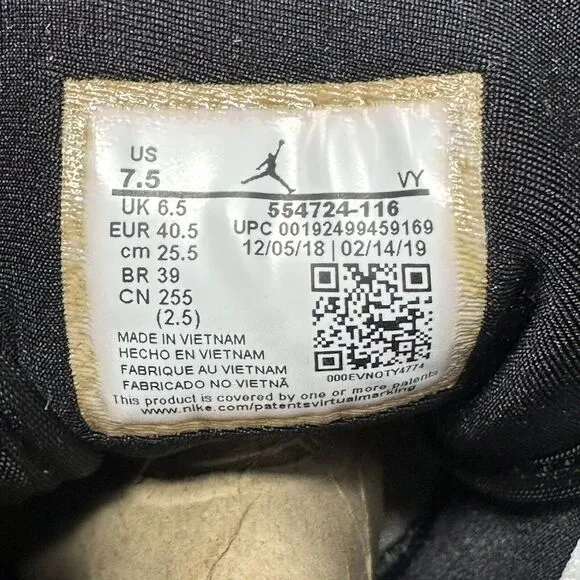 US
7.5 VY
UK 6.5 554724-116
EUR 40.5 UPC 00192499459169
cm 25.5 12/05/18 | 02/14/19
BR 39
CN 255
(2.5)
MADE IN VIETNAM
HECHO EN VIETNAM
FABRIQUE AU VIETNAM
FABRICADO NO VIETNÃ
000EVNOTY4774
This product is covered by one or more patents
www.nike.com/patentsvirtualmarking